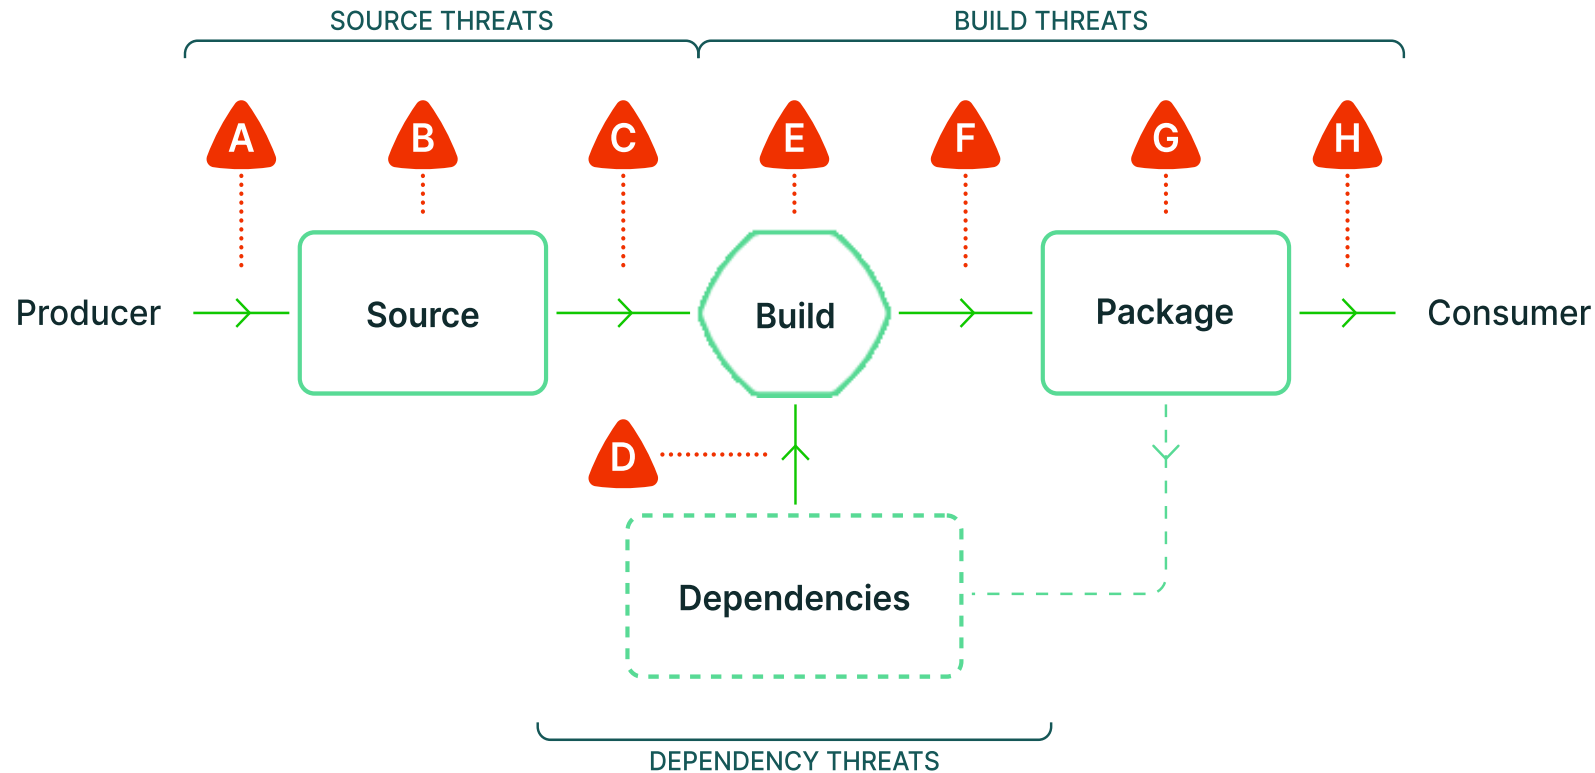 SOURCE THREATS
BUILD THREATS
A
B
C
E
F
G
H
Producer
Source
Build
Package
Consumer
D
Dependencies
DEPENDENCY THREATS